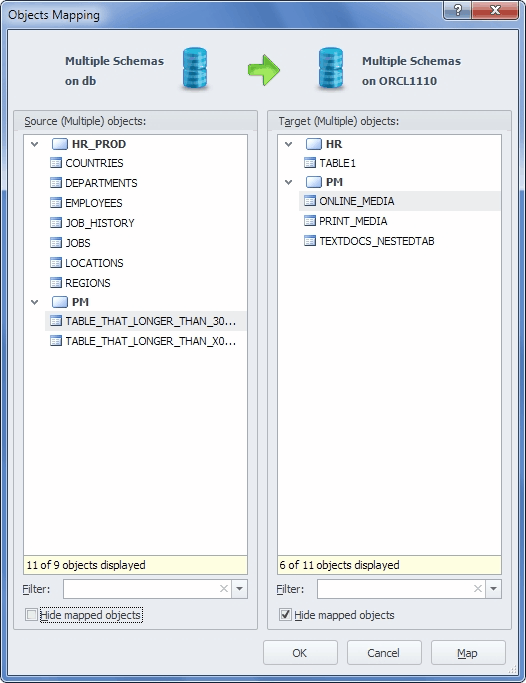 Objects Mapping
Multiple Schemas
on db
Multiple Schemas
on ORCL1110
Source (Multiple) objects:
HR_PROD
COUNTRIES
DEPARTMENTS
EMPLOYEES
JOB_HISTORY
JOBS
LOCATIONS
REGIONS
PM
TABLE_THAT_LONGER_THAN_30...
TABLE_THAT_LONGER_THAN_X0...
11 of 9 objects displayed
Filter:
Hide mapped objects
Target (Multiple) objects:
HR
TABLE1
PM
ONLINE_MEDIA
PRINT_MEDIA
TEXTDOCS_NESTEDTAB
6 of 11 objects displayed
Filter:
Hide mapped objects
OK
Cancel
Map